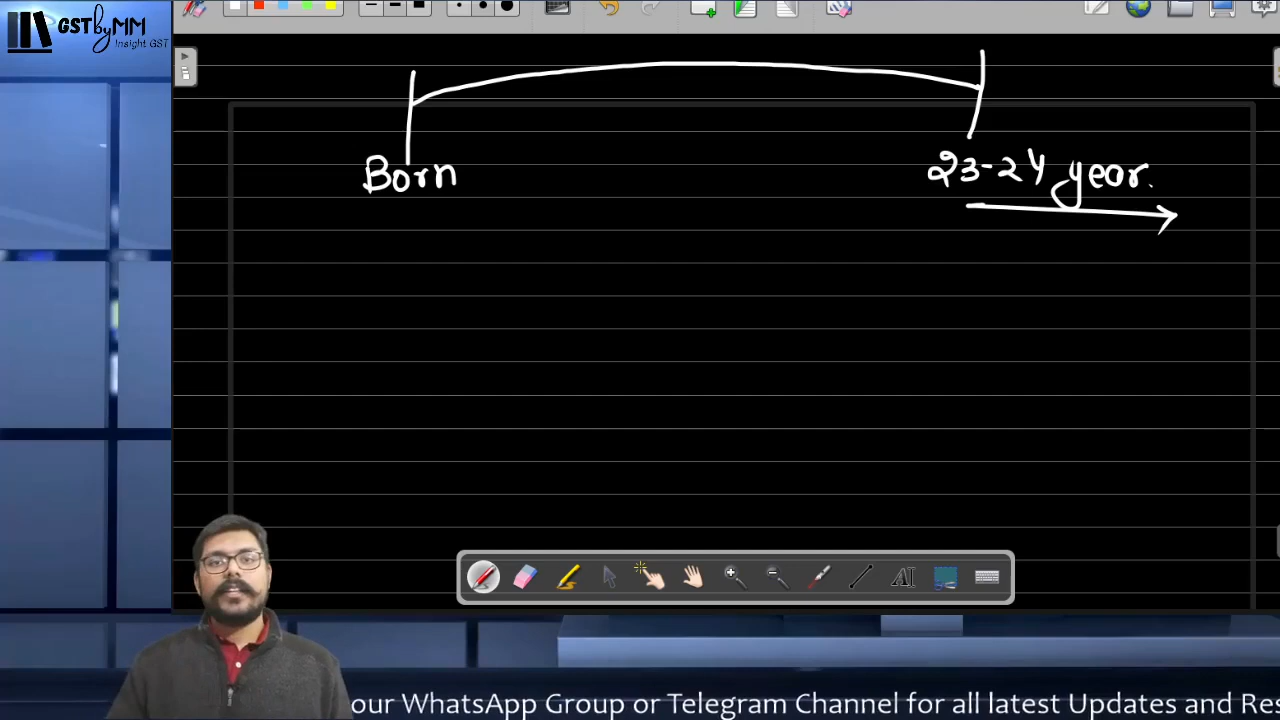 GSTbyMM
Insight GST
Born
23-24 year.
AI
our WhatsApp Group or Telegram Channel for all latest Updates and Res